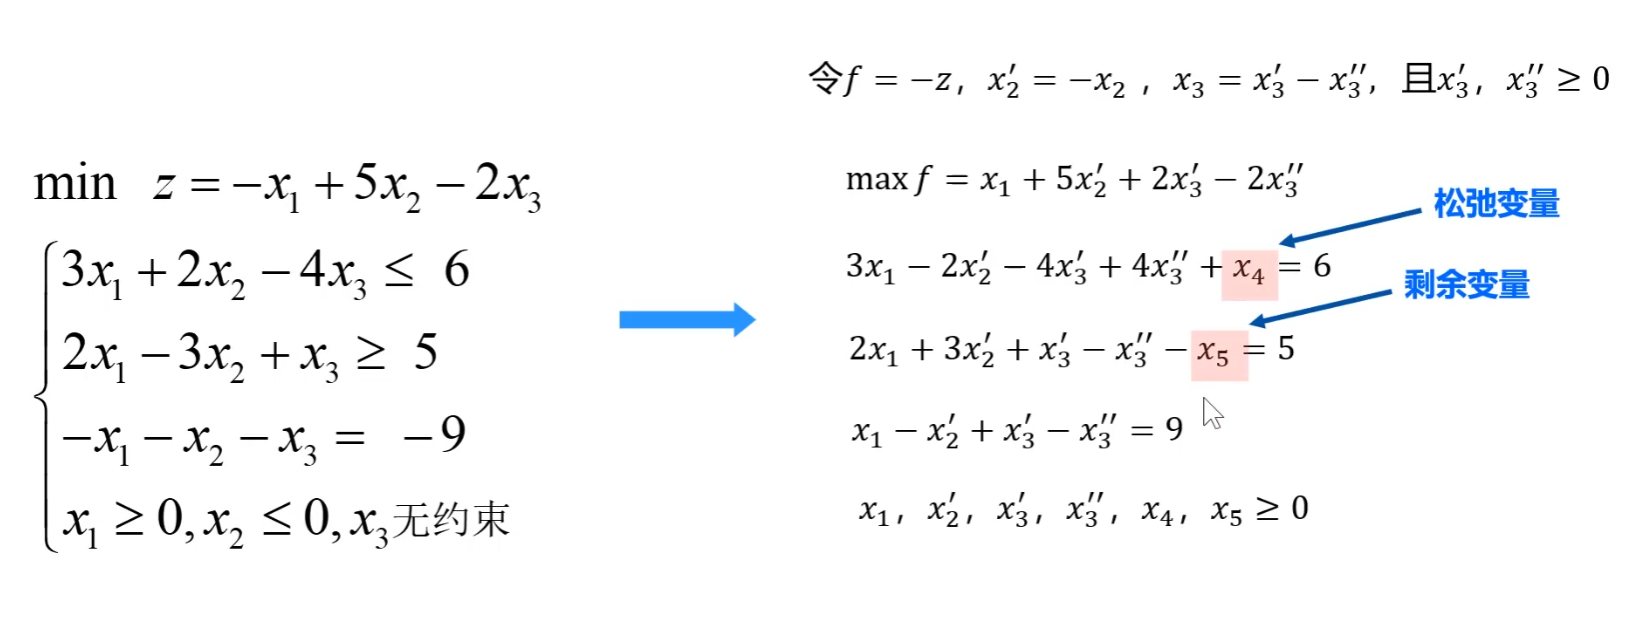 令f = −z，x₂′ = −x₂ ，x₃ = x₃′ − x₃″，且x₃′，x₃″ ≥ 0
min z = −x₁ + 5x₂ − 2x₃
3x₁ + 2x₂ − 4x₃ ≤ 6
2x₁ − 3x₂ + x₃ ≥ 5
−x₁ − x₂ − x₃ = −9
x₁ ≥ 0, x₂ ≤ 0, x₃无约束
max f = x₁ + 5x₂′ + 2x₃′ − 2x₃″
松弛变量
3x₁ − 2x₂′ − 4x₃′ + 4x₃″ + x₄ = 6
剩余变量
2x₁ + 3x₂′ + x₃′ − x₃″ − x₅ = 5
x₁ − x₂′ + x₃′ − x₃″ = 9
x₁，x₂′，x₃′，x₃″，x₄，x₅ ≥ 0